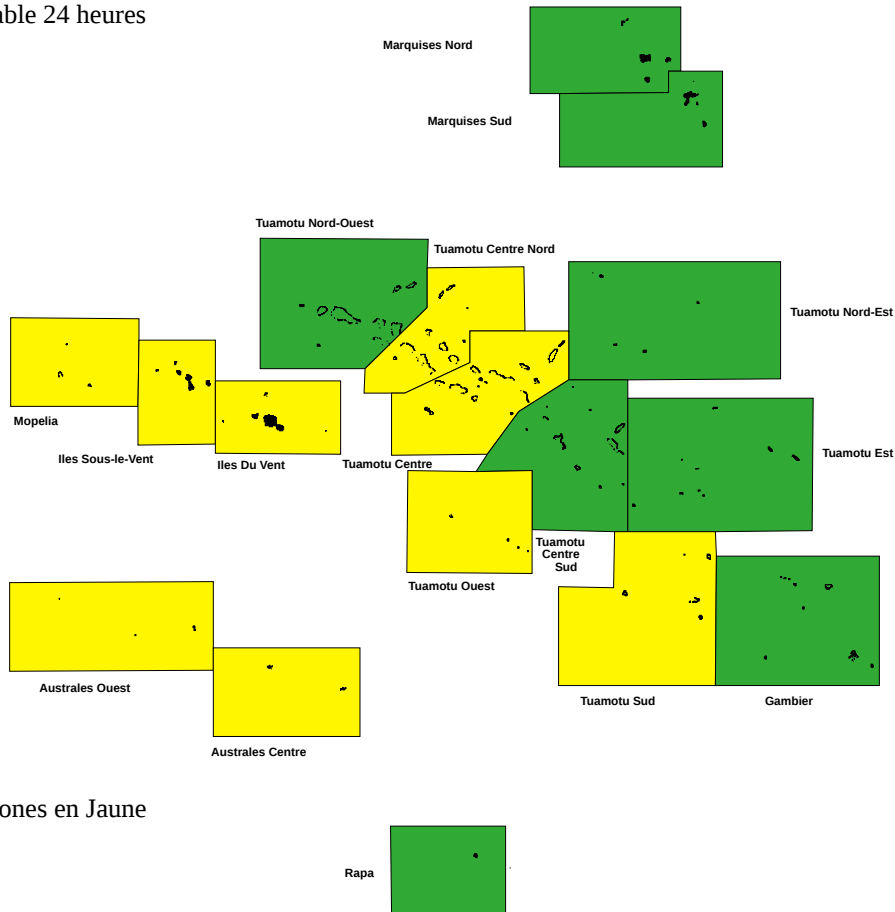 able 24 heures
Marquises Nord
Marquises Sud
Tuamotu Nord-Ouest
Tuamotu Centre Nord
Tuamotu Nord-Est
Mopelia
Iles Sous-le-Vent
Iles Du Vent
Tuamotu Centre
Tuamotu Est
Tuamotu
Centre
Sud
Tuamotu Ouest
Australes Ouest
Tuamotu Sud
Gambier
Australes Centre
ones en Jaune
Rapa